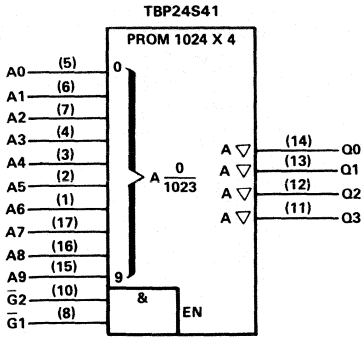 TBP24S41
PROM 1024 X 4
A0 (5) 0
A1 (6)
A2 (7)
A3 (4)
A4 (3)
A5 (2)
A6 (1)
A7 (17)
A8 (16)
A9 (15) 9
G̅2 (10) &
G̅1 (8) EN
A 0/1023
A ▽ (14) Q0
A ▽ (13) Q1
A ▽ (12) Q2
A ▽ (11) Q3